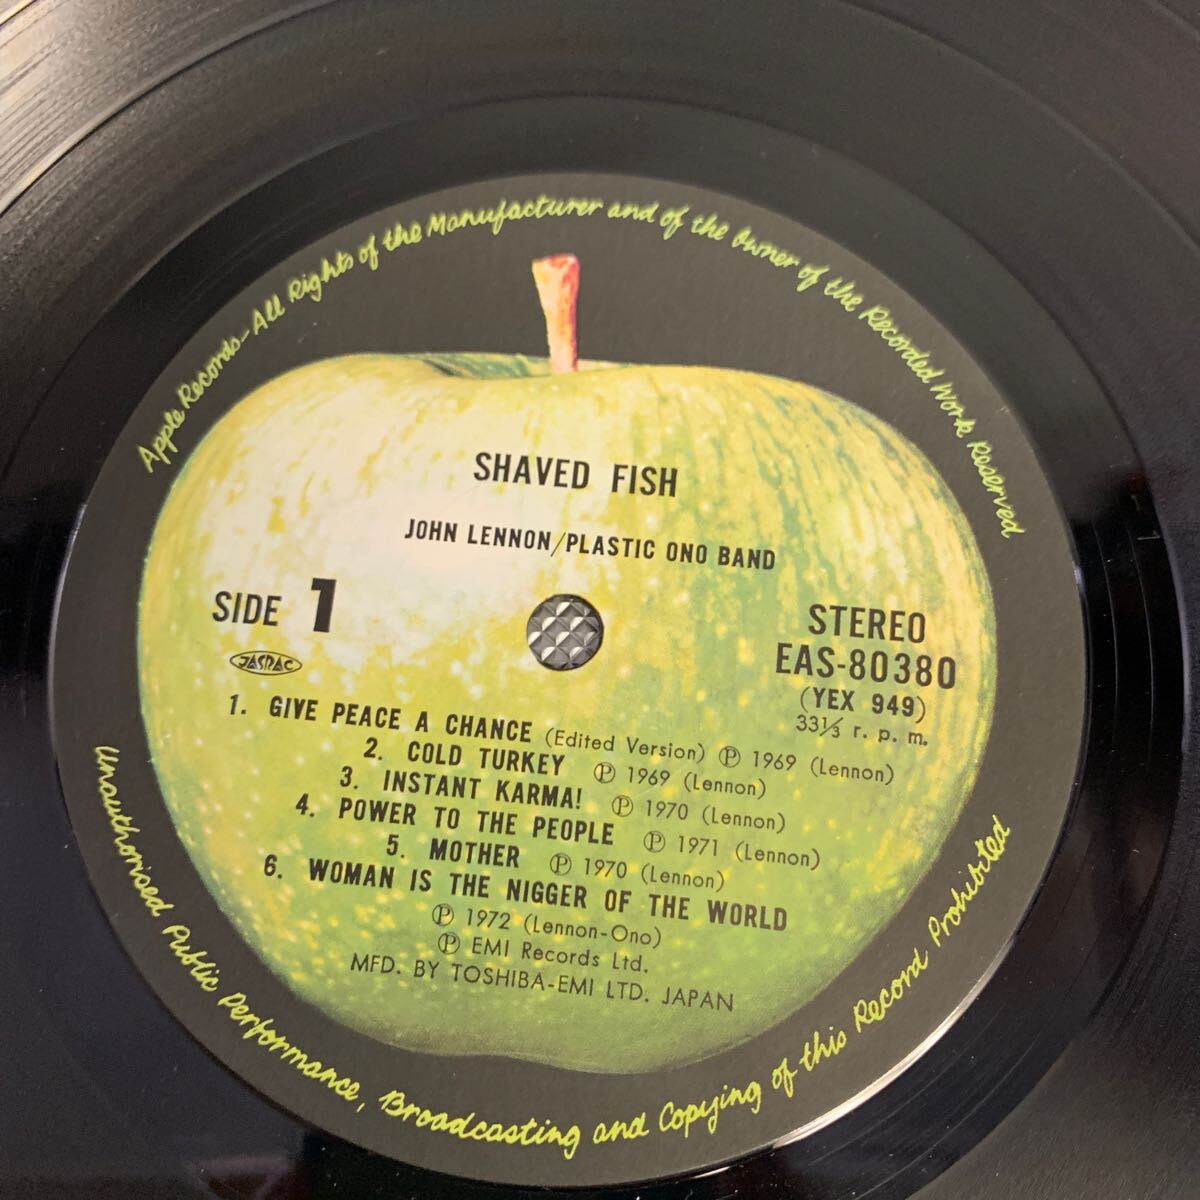 Apple Records-All Rights of the Manufacturer and of the Owner of the Recorded Work Reserved
SHAVED FISH
JOHN LENNON/PLASTIC ONO BAND
SIDE 1
JASRAC
STEREO
EAS-80380
(YEX 949)
33⅓ r. p. m.
1. GIVE PEACE A CHANCE (Edited Version) ℗ 1969 (Lennon)
2. COLD TURKEY ℗ 1969 (Lennon)
3. INSTANT KARMA! ℗ 1970 (Lennon)
4. POWER TO THE PEOPLE ℗ 1971 (Lennon)
5. MOTHER ℗ 1970 (Lennon)
6. WOMAN IS THE NIGGER OF THE WORLD
℗ 1972 (Lennon-Ono)
℗ EMI Records Ltd.
MFD. BY TOSHIBA-EMI LTD. JAPAN
Unauthorised Public Performance, Broadcasting and Copying of this Record Prohibited